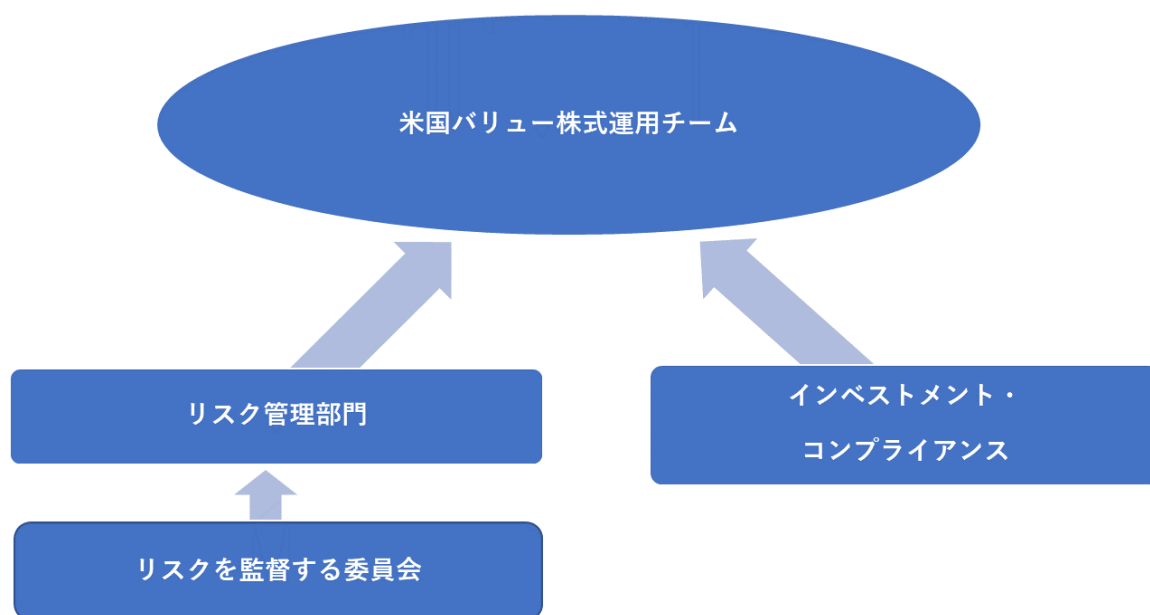 米国バリュー株式運用チーム
リスク管理部門
インベストメント・
コンプライアンス
リスクを監督する委員会